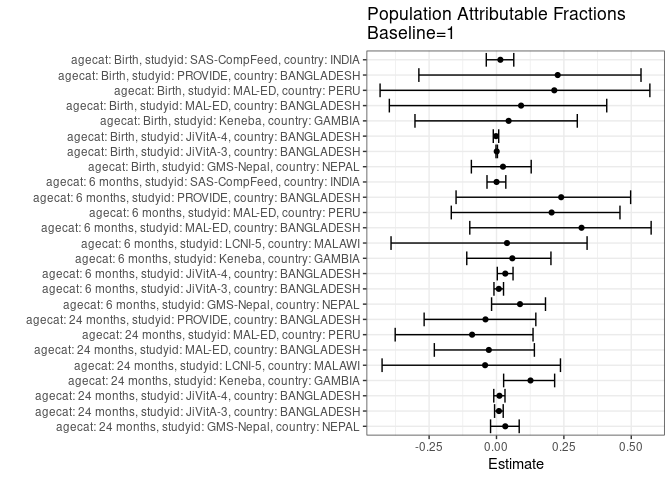 Population Attributable Fractions
Baseline=1
agecat: Birth, studyid: SAS-CompFeed, country: INDIA
agecat: Birth, studyid: PROVIDE, country: BANGLADESH
agecat: Birth, studyid: MAL-ED, country: PERU
agecat: Birth, studyid: MAL-ED, country: BANGLADESH
agecat: Birth, studyid: Keneba, country: GAMBIA
agecat: Birth, studyid: JiVitA-4, country: BANGLADESH
agecat: Birth, studyid: JiVitA-3, country: BANGLADESH
agecat: Birth, studyid: GMS-Nepal, country: NEPAL
agecat: 6 months, studyid: SAS-CompFeed, country: INDIA
agecat: 6 months, studyid: PROVIDE, country: BANGLADESH
agecat: 6 months, studyid: MAL-ED, country: PERU
agecat: 6 months, studyid: MAL-ED, country: BANGLADESH
agecat: 6 months, studyid: LCNI-5, country: MALAWI
agecat: 6 months, studyid: Keneba, country: GAMBIA
agecat: 6 months, studyid: JiVitA-4, country: BANGLADESH
agecat: 6 months, studyid: JiVitA-3, country: BANGLADESH
agecat: 6 months, studyid: GMS-Nepal, country: NEPAL
agecat: 24 months, studyid: PROVIDE, country: BANGLADESH
agecat: 24 months, studyid: MAL-ED, country: PERU
agecat: 24 months, studyid: MAL-ED, country: BANGLADESH
agecat: 24 months, studyid: LCNI-5, country: MALAWI
agecat: 24 months, studyid: Keneba, country: GAMBIA
agecat: 24 months, studyid: JiVitA-4, country: BANGLADESH
agecat: 24 months, studyid: JiVitA-3, country: BANGLADESH
agecat: 24 months, studyid: GMS-Nepal, country: NEPAL
-0.25 0.00 0.25 0.50
Estimate